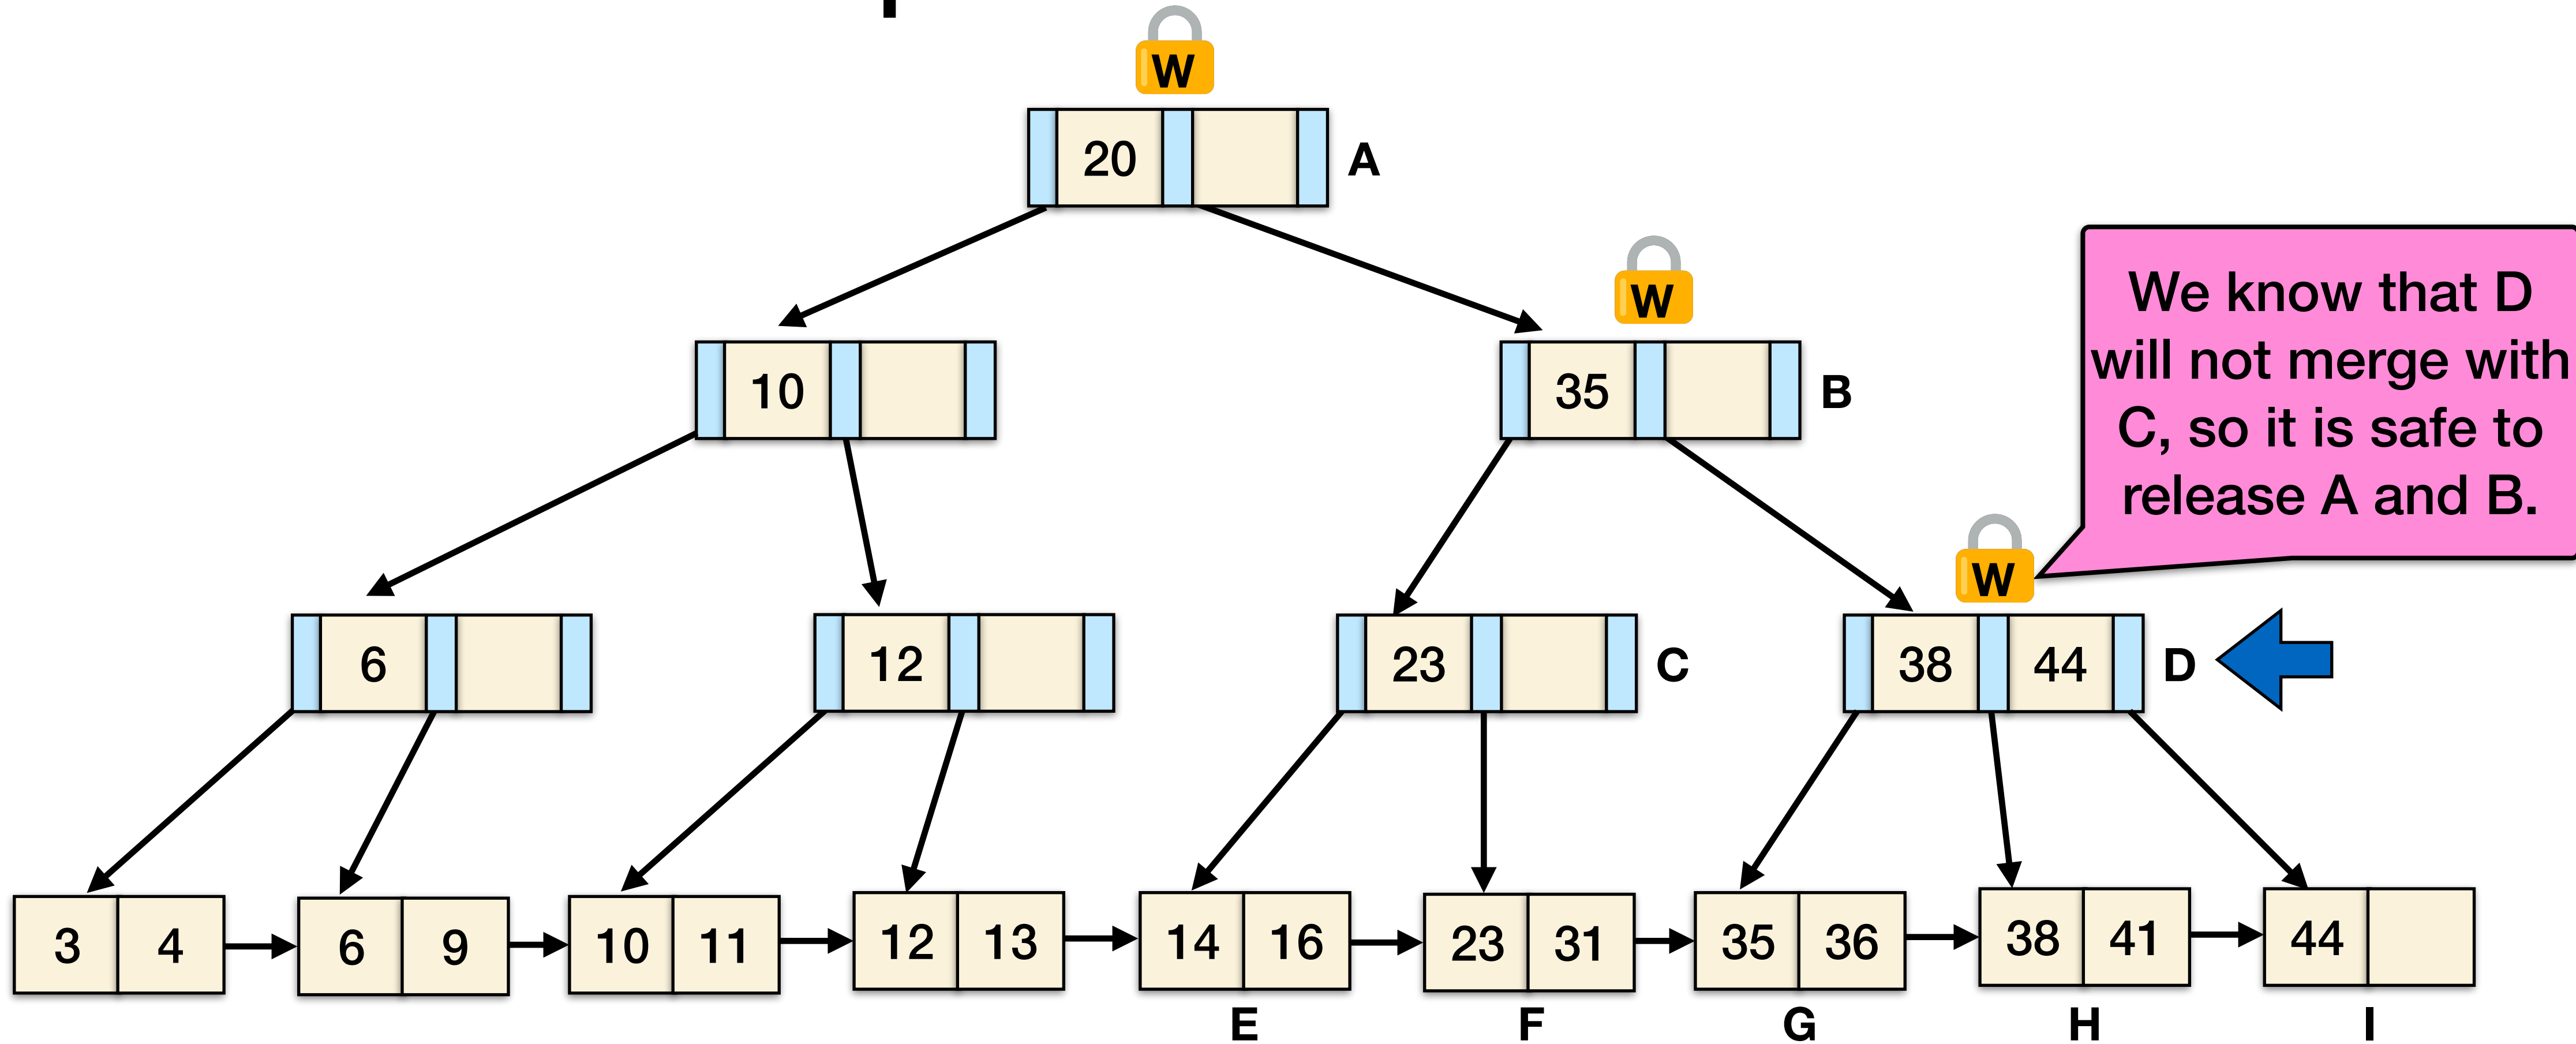 W
20 A
W
10 35 B
We know that D
will not merge with
C, so it is safe to
release A and B.
W
6 12 23 C 38 44 D
3 4 6 9 10 11 12 13 14 16 23 31 35 36 38 41 44
E F G H I